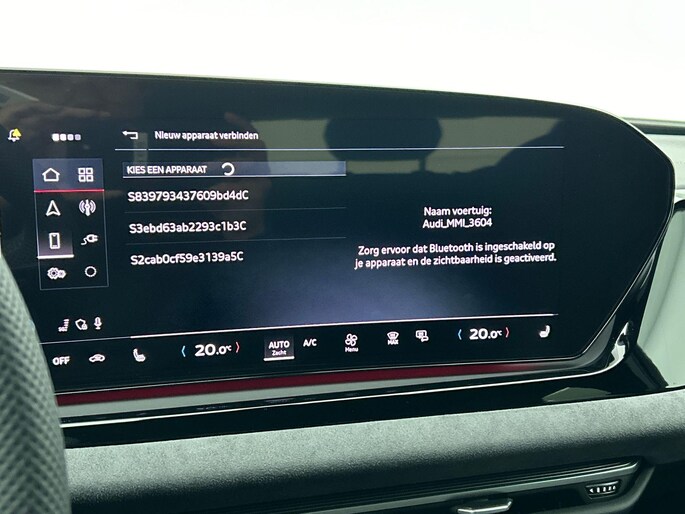 Nieuw apparaat verbinden
KIES EEN APPARAAT
S839793437609bd4dC
S3ebd63ab2293c1b3C
S2cab0cf59e3139a5C
Naam voertuig:
Audi_MMI_3604
Zorg ervoor dat Bluetooth is ingeschakeld op
je apparaat en de zichtbaarheid is geactiveerd.
OFF
20.0°C
AUTO
Zacht
A/C
Menu
MAX
20.0°C